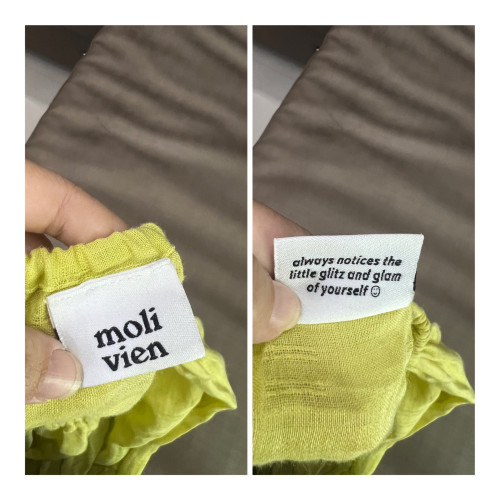 moli
vien
always notices the
little glitz and glam
of yourself ☺